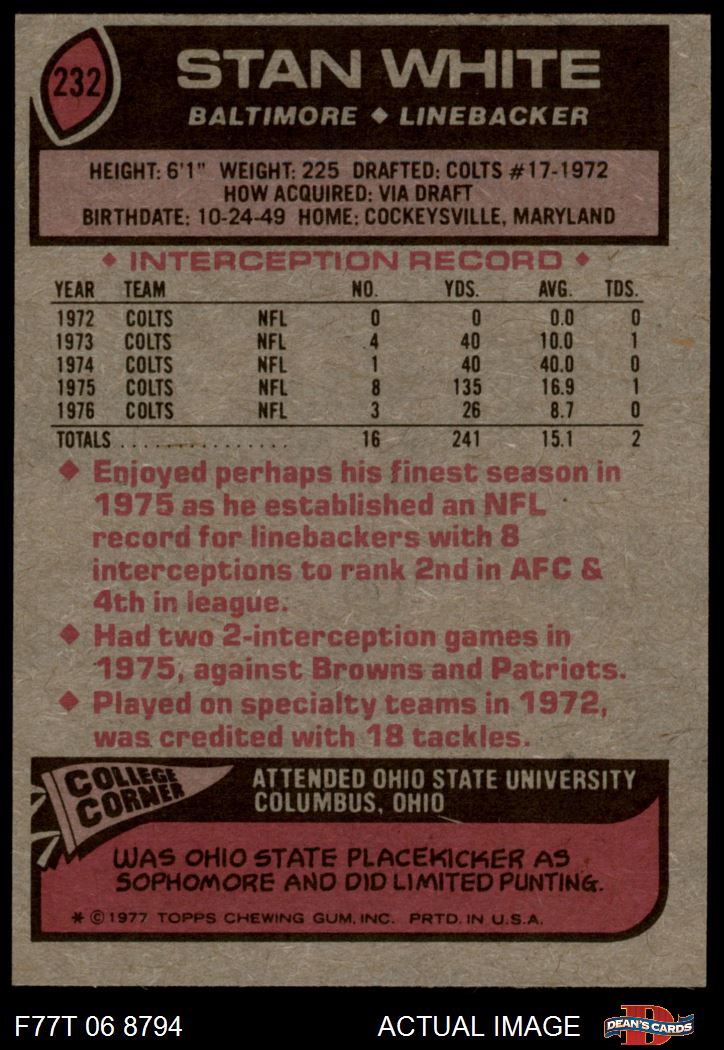 232
STAN WHITE
BALTIMORE ◆ LINEBACKER
HEIGHT: 6'1" WEIGHT: 225 DRAFTED: COLTS #17-1972
HOW ACQUIRED: VIA DRAFT
BIRTHDATE: 10-24-49 HOME: COCKEYSVILLE, MARYLAND
◆ INTERCEPTION RECORD ◆
YEAR TEAM NO. YDS. AVG. TDS.
1972 COLTS NFL 0 0 0.0 0
1973 COLTS NFL 4 40 10.0 1
1974 COLTS NFL 1 40 40.0 0
1975 COLTS NFL 8 135 16.9 1
1976 COLTS NFL 3 26 8.7 0
TOTALS . . . . . . . . . . . . . . . 16 241 15.1 2
◆ Enjoyed perhaps his finest season in
1975 as he established an NFL
record for linebackers with 8
interceptions to rank 2nd in AFC &
4th in league.
◆ Had two 2-interception games in
1975, against Browns and Patriots.
◆ Played on specialty teams in 1972,
was credited with 18 tackles.
COLLEGE
CORNER
ATTENDED OHIO STATE UNIVERSITY
COLUMBUS, OHIO
WAS OHIO STATE PLACEKICKER AS
SOPHOMORE AND DID LIMITED PUNTING.
* © 1977 TOPPS CHEWING GUM, INC. PRTD. IN U.S.A.
F77T 06 8794 ACTUAL IMAGE
D
DEAN'S CARDS